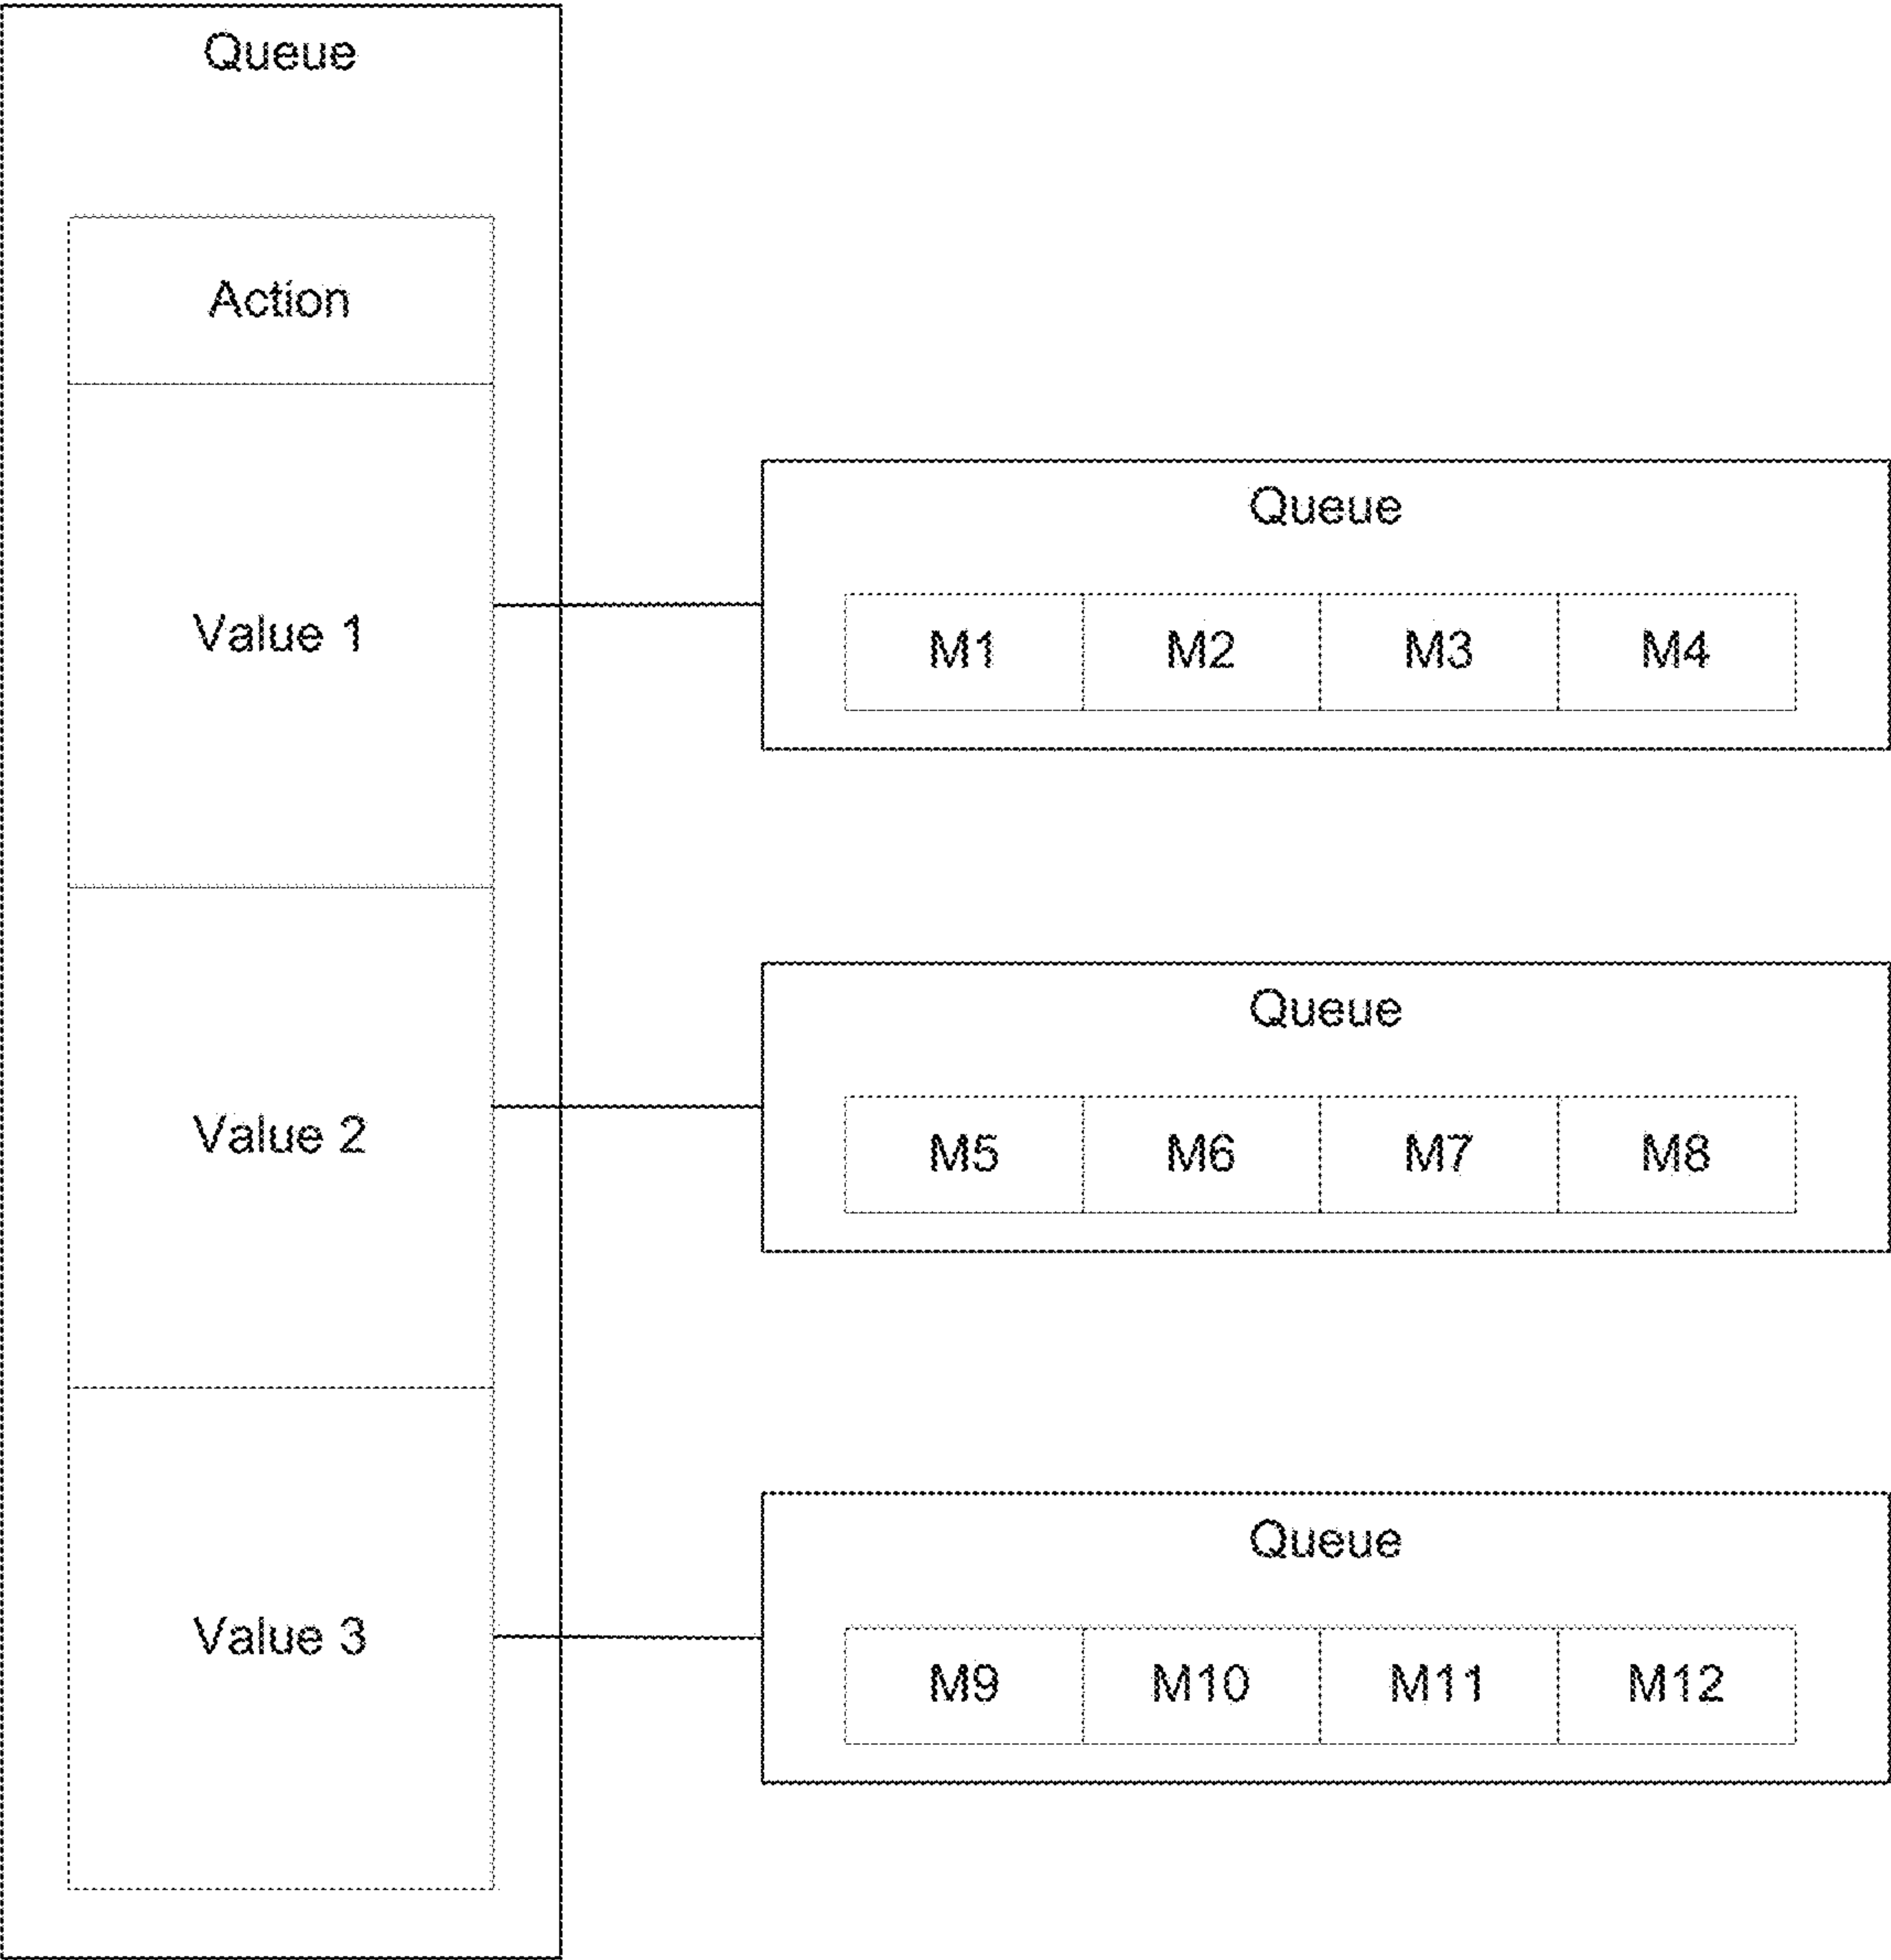 Queue
Action
Value 1
Value 2
Value 3
Queue
M1 M2 M3 M4
Queue
M5 M6 M7 M8
Queue
M9 M10 M11 M12